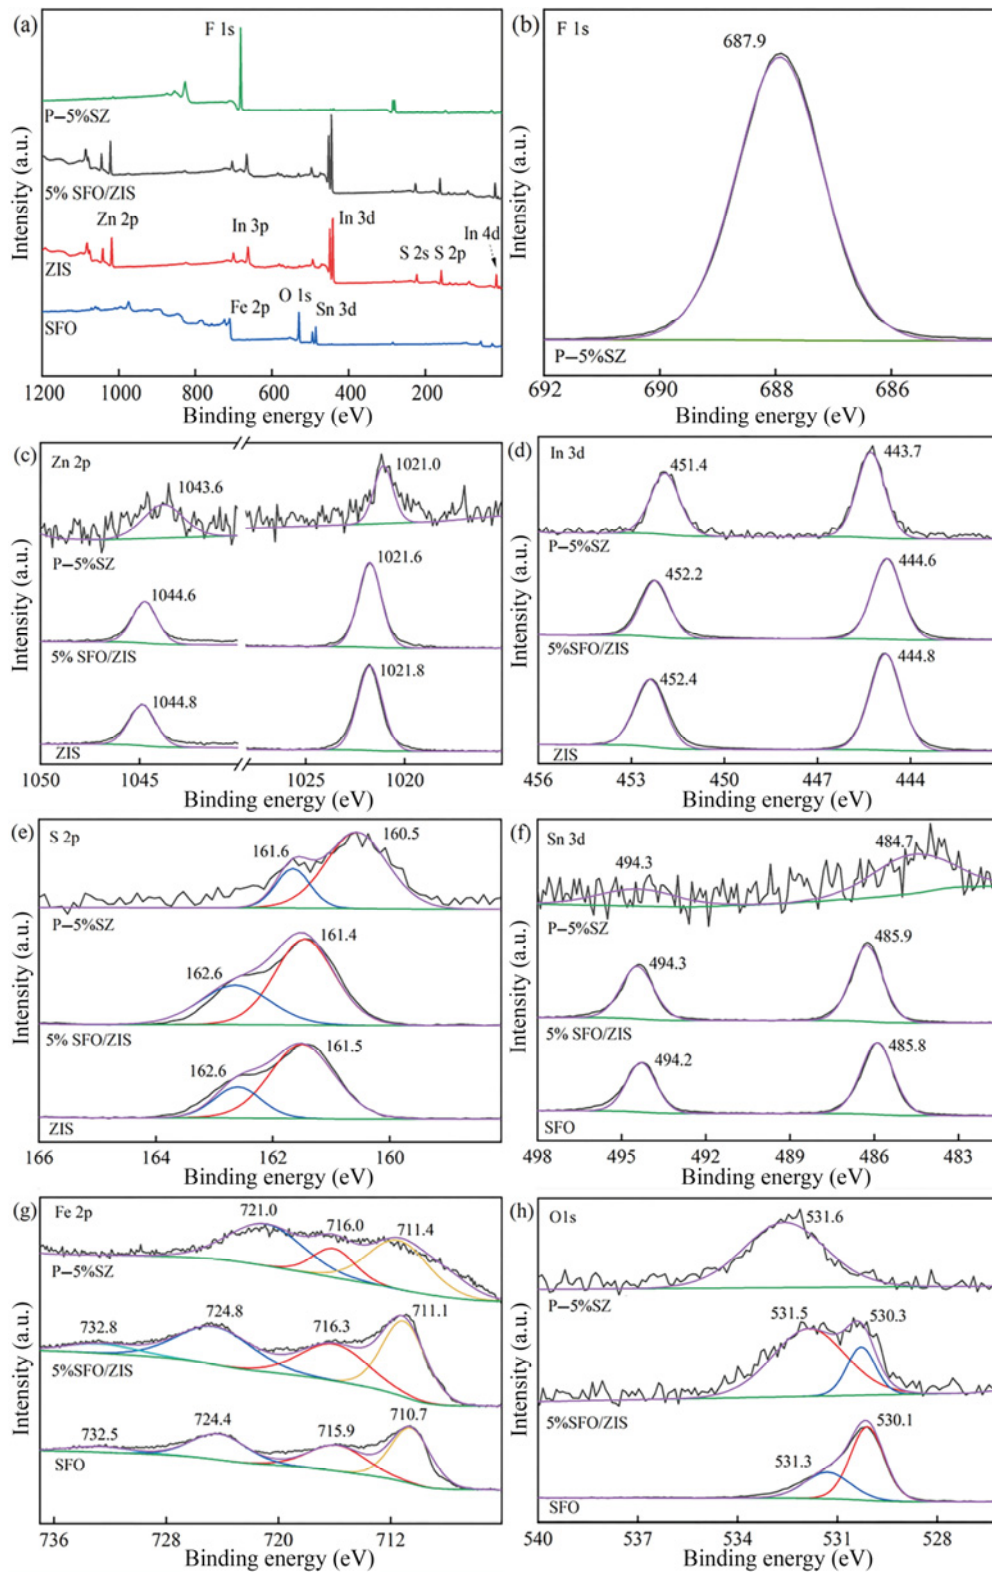 (a)
F 1s
P−5%SZ
5% SFO/ZIS
Zn 2p
In 3p
In 3d
In 4d
S 2s S 2p
ZIS
Fe 2p
O 1s
Sn 3d
SFO
1200 1000 800 600 400 200
Binding energy (eV)
Intensity (a.u.)
(b)
F 1s
687.9
P−5%SZ
692 690 688 686
Binding energy (eV)
Intensity (a.u.)
(c)
Zn 2p
1043.6
1021.0
P−5%SZ
1044.6
1021.6
5% SFO/ZIS
1044.8
1021.8
ZIS
1050 1045 1025 1020
Binding energy (eV)
Intensity (a.u.)
(d)
In 3d
451.4
443.7
P−5%SZ
452.2
444.6
5%SFO/ZIS
452.4
444.8
ZIS
456 453 450 447 444
Binding energy (eV)
Intensity (a.u.)
(e)
S 2p
161.6
160.5
P−5%SZ
162.6
161.4
5% SFO/ZIS
162.6
161.5
ZIS
166 164 162 160
Binding energy (eV)
Intensity (a.u.)
(f)
Sn 3d
494.3
484.7
P−5%SZ
494.3
485.9
5% SFO/ZIS
494.2
485.8
SFO
498 495 492 489 486 483
Binding energy (eV)
Intensity (a.u.)
(g)
Fe 2p
721.0
716.0
711.4
P−5%SZ
732.8
724.8
716.3
711.1
5%SFO/ZIS
732.5
724.4
715.9
710.7
SFO
736 728 720 711
Binding energy (eV)
Intensity (a.u.)
(h)
O1s
531.6
P−5%SZ
531.5
530.3
5%SFO/ZIS
531.3
530.1
SFO
540 537 534 531 528
Binding energy (eV)
Intensity (a.u.)